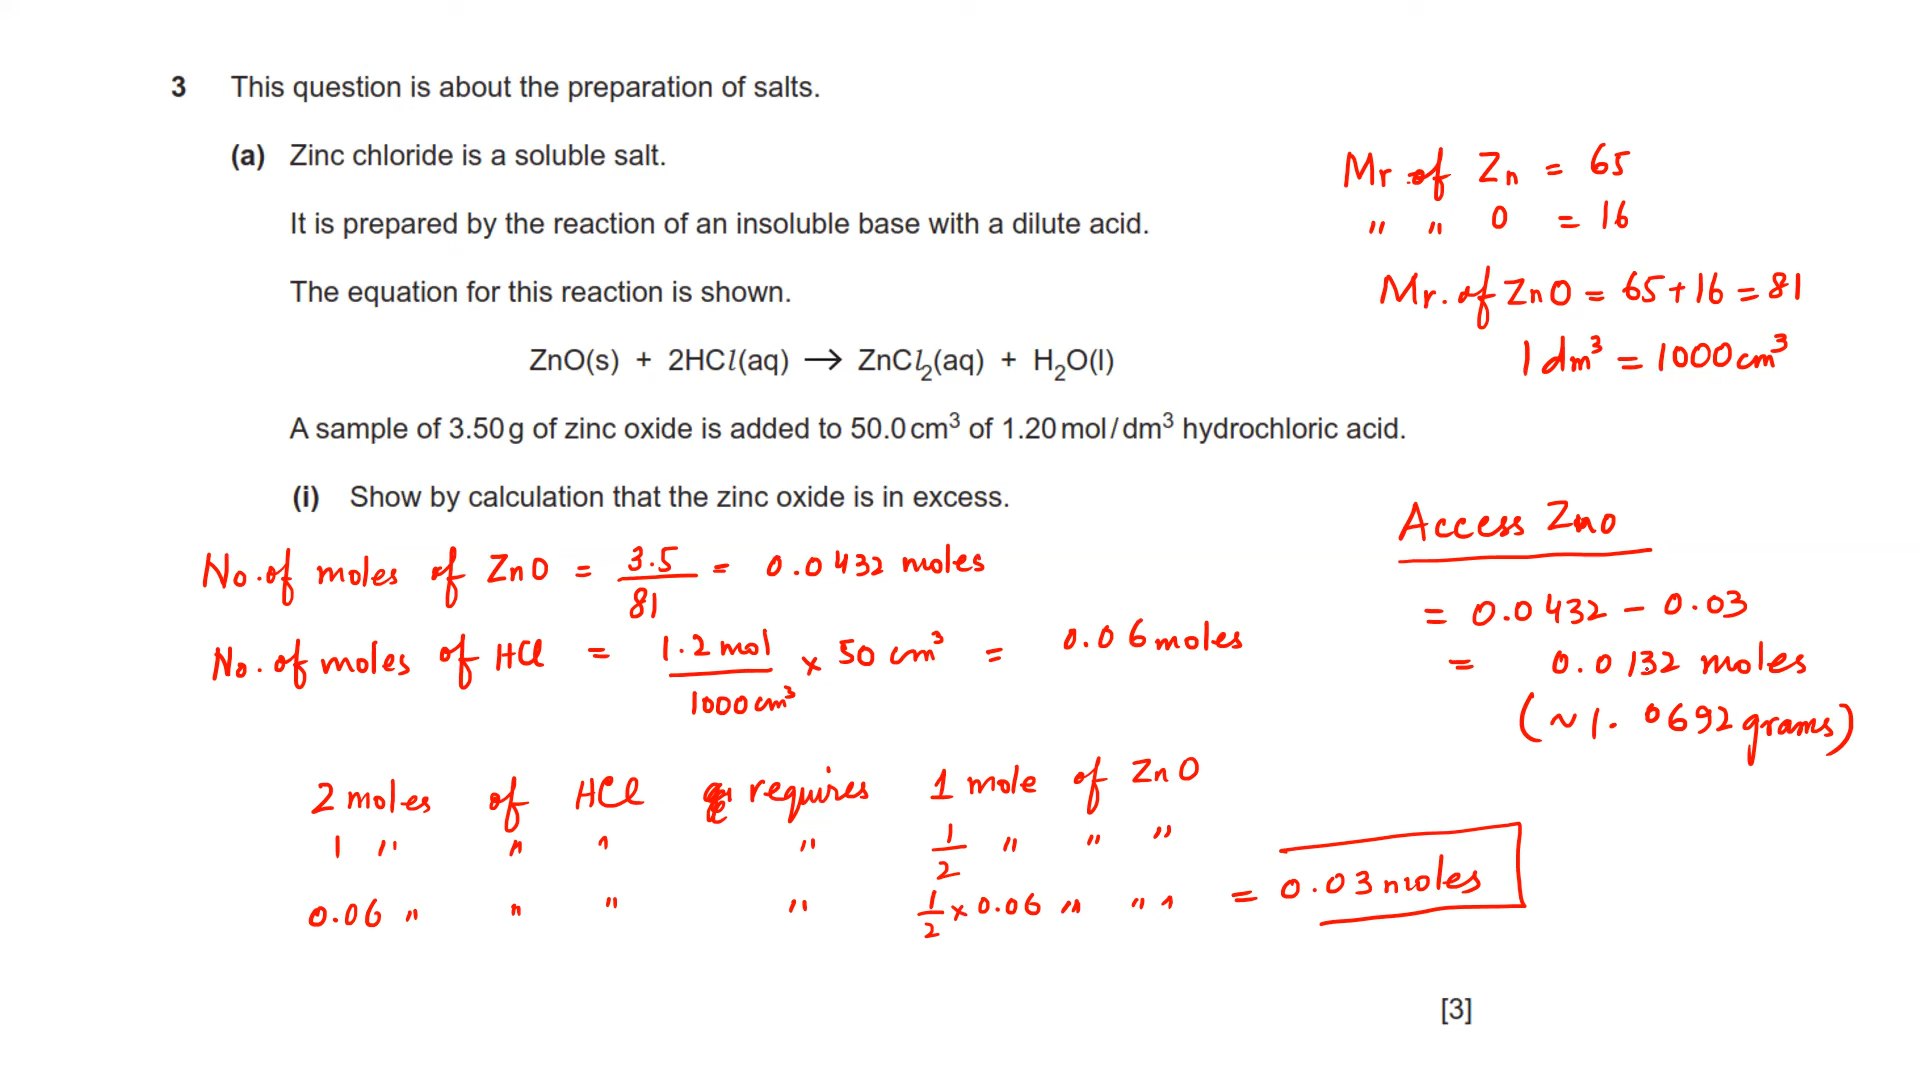 3 This question is about the preparation of salts.
(a) Zinc chloride is a soluble salt.
It is prepared by the reaction of an insoluble base with a dilute acid.
The equation for this reaction is shown.
ZnO(s) + 2HCl(aq) → ZnCl₂(aq) + H₂O(l)
A sample of 3.50 g of zinc oxide is added to 50.0 cm³ of 1.20 mol/dm³ hydrochloric acid.
(i) Show by calculation that the zinc oxide is in excess.
Mr of Zn = 65
" " O = 16
Mr. of ZnO = 65+16 = 81
1 dm³ = 1000 cm³
No. of moles of ZnO = 3.5/81 = 0.0432 moles
No. of moles of HCl = 1.2 mol/1000 cm³ × 50 cm³ = 0.06 moles
2 moles of HCl requires 1 mole of ZnO
1 " " " " 1/2 " " "
0.06 " " " " 1/2 × 0.06 " " " = 0.03 moles
Access ZnO
= 0.0432 − 0.03
= 0.0132 moles
(~1.0692 grams)
[3]